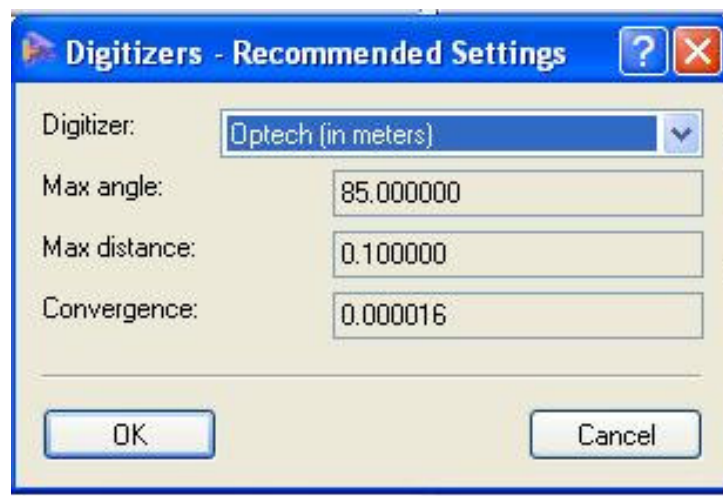 Digitizers - Recommended Settings
Digitizer: Optech (in meters)
Max angle: 85.000000
Max distance: 0.100000
Convergence: 0.000016
OK Cancel